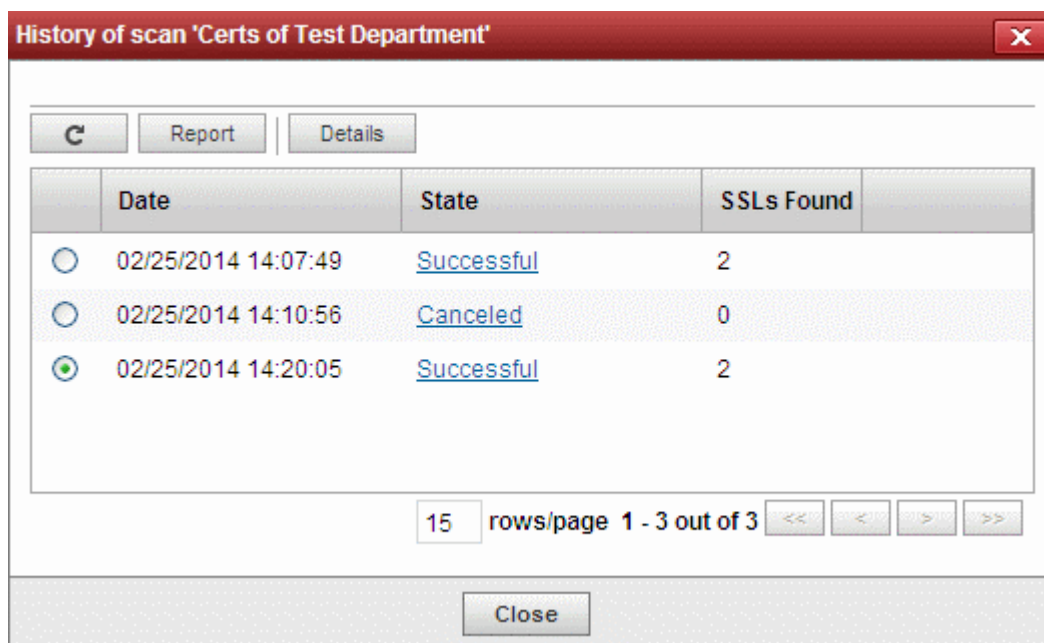 History of scan 'Certs of Test Department'
Report Details
Date State SSLs Found
02/25/2014 14:07:49 Successful 2
02/25/2014 14:10:56 Canceled 0
02/25/2014 14:20:05 Successful 2
15 rows/page 1 - 3 out of 3 << < > >>
Close